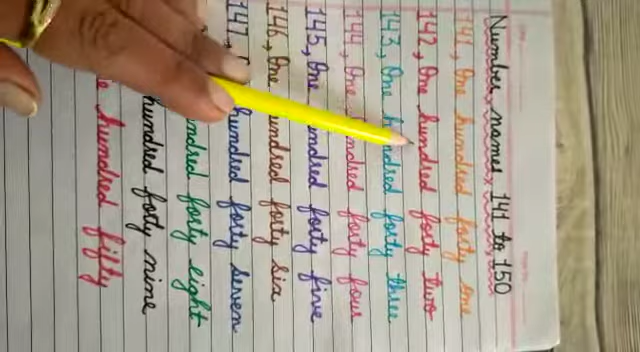 Number names 141 to 150
141, One hundred forty one
142, One hundred forty two
143, One hundred forty three
144, One hundred forty four
145, One hundred forty five
146, One hundred forty six
147, hundred forty seven
hundred forty eight
hundred forty nine
hundred fifty